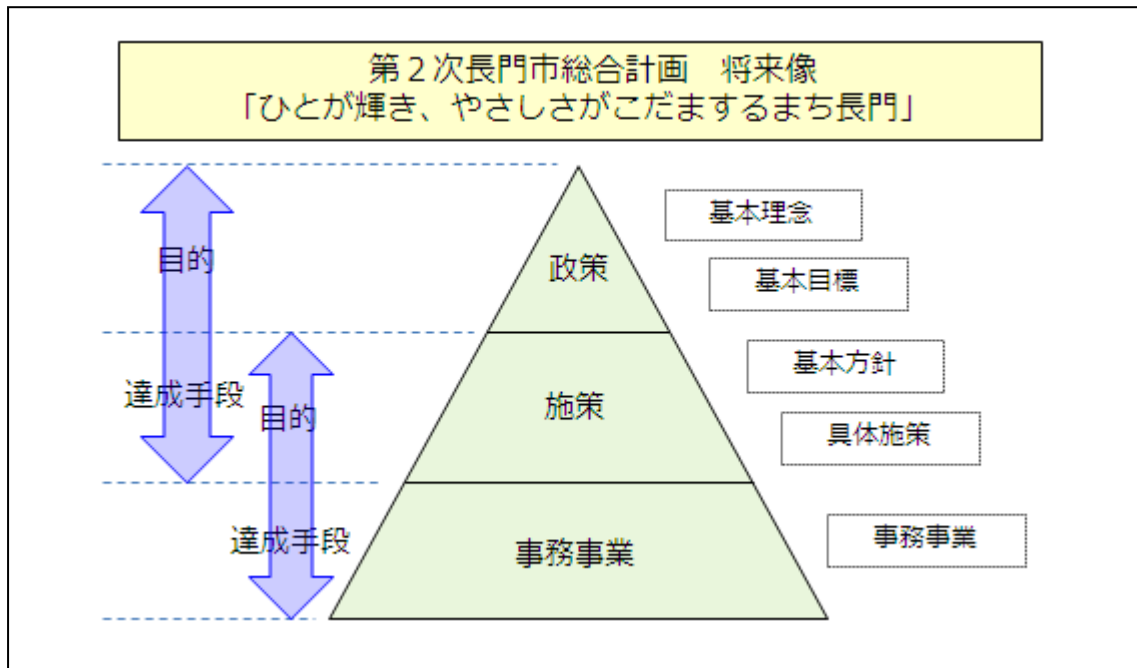 第２次長門市総合計画　将来像
「ひとが輝き、やさしさがこだまするまち長門」
基本理念
目的
政策
基本目標
基本方針
達成手段
目的
施策
具体施策
達成手段
事務事業
事務事業